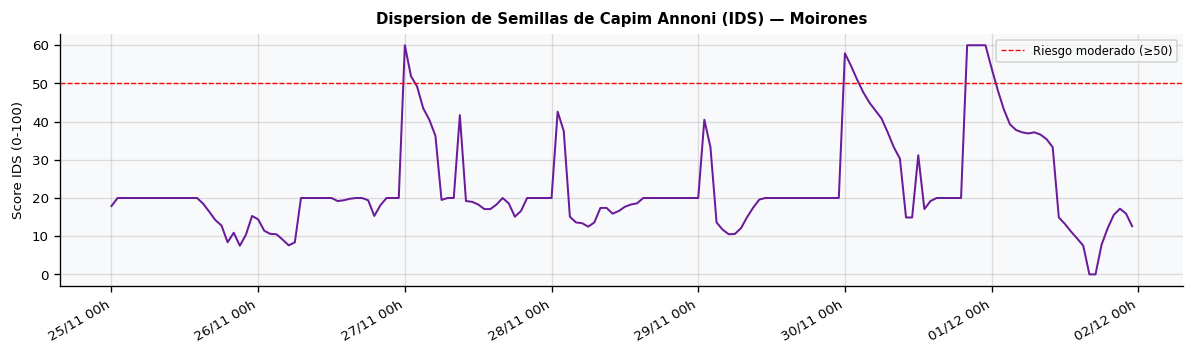 Dispersion de Semillas de Capim Annoni (IDS) — Moirones
Riesgo moderado (≥50)
Score IDS (0-100)
60
50
40
30
20
10
0
25/11 00h
26/11 00h
27/11 00h
28/11 00h
29/11 00h
30/11 00h
01/12 00h
02/12 00h